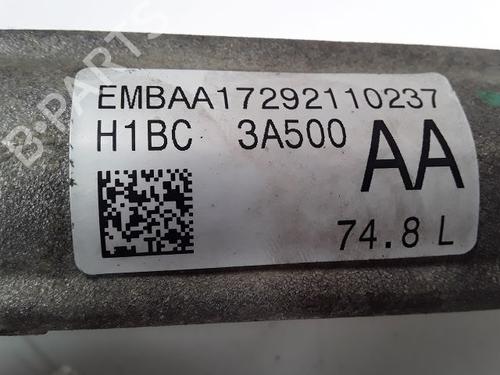 B-PARTS
EMBAA17292110237
H1BC 3A500 AA
74.8 L